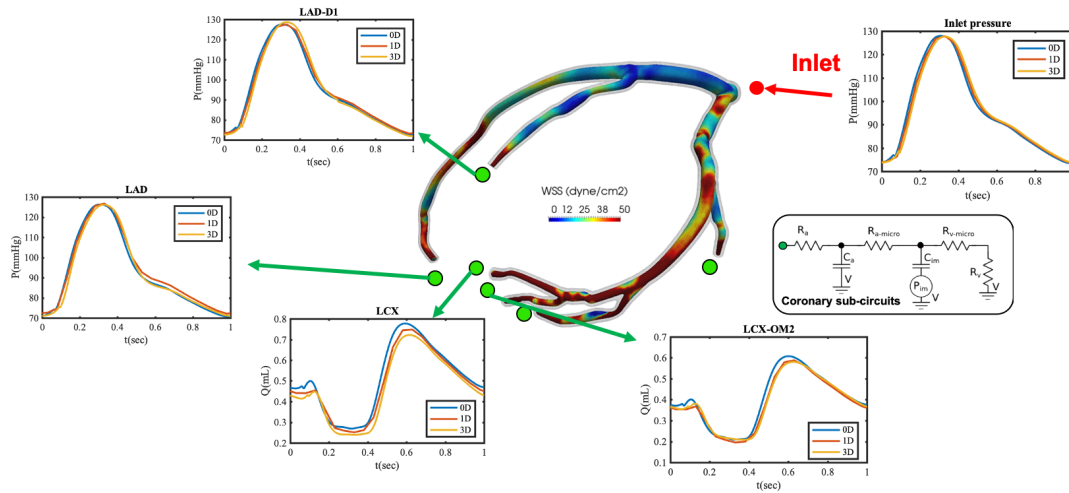 LAD-D1
130
120
110
100
90
80
70
P(mmHg)
0D
1D
3D
0 0.2 0.4 0.6 0.8 1
t(sec)
Inlet
Inlet pressure
130
120
110
100
90
80
70
P(mmHg)
0D
1D
3D
0 0.2 0.4 0.6 0.8 1
t(sec)
LAD
130
120
110
100
90
80
70
P(mmHg)
0D
1D
3D
0 0.2 0.4 0.6 0.8 1
t(sec)
WSS (dyne/cm2)
0 12 25 38 50
Ra Ra-micro Rv-micro
Ca Cim Rv
V Pim V V
Coronary sub-circuits
LCX
0.8
0.7
0.6
0.5
0.4
0.3
0.2
Q(mL)
0D
1D
3D
0 0.2 0.4 0.6 0.8 1
t(sec)
LCX-OM2
0.7
0.6
0.5
0.4
0.3
0.2
0.1
Q(mL)
0D
1D
3D
0 0.2 0.4 0.6 0.8 1
t(sec)